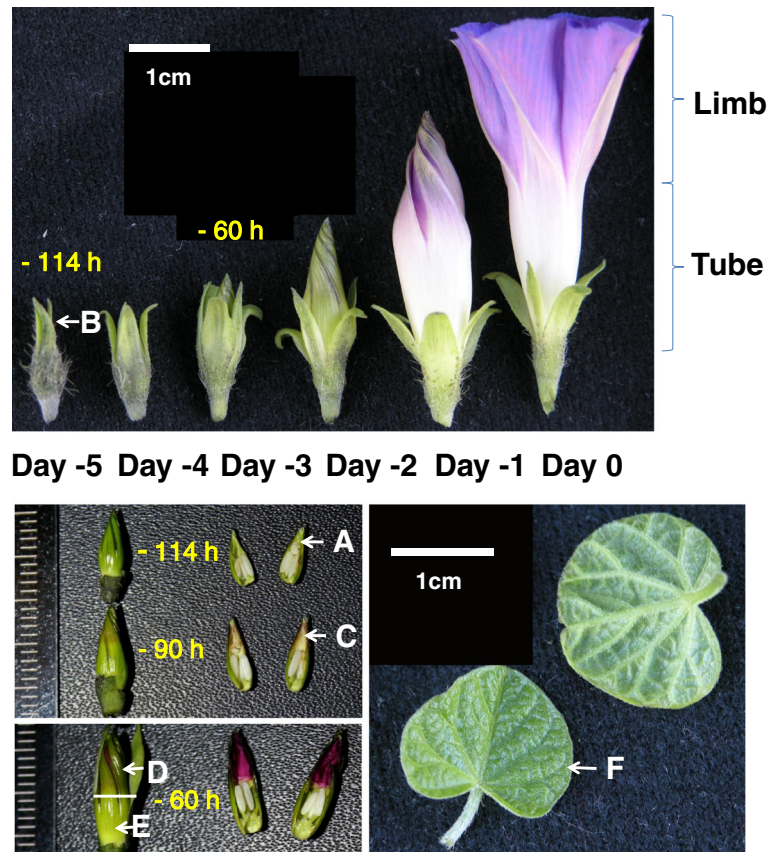 1cm
Limb
- 60 h
- 114 h
Tube
B
Day -5 Day -4 Day -3 Day -2 Day -1 Day 0
- 114 h
A
- 90 h
C
D
- 60 h
E
1cm
F